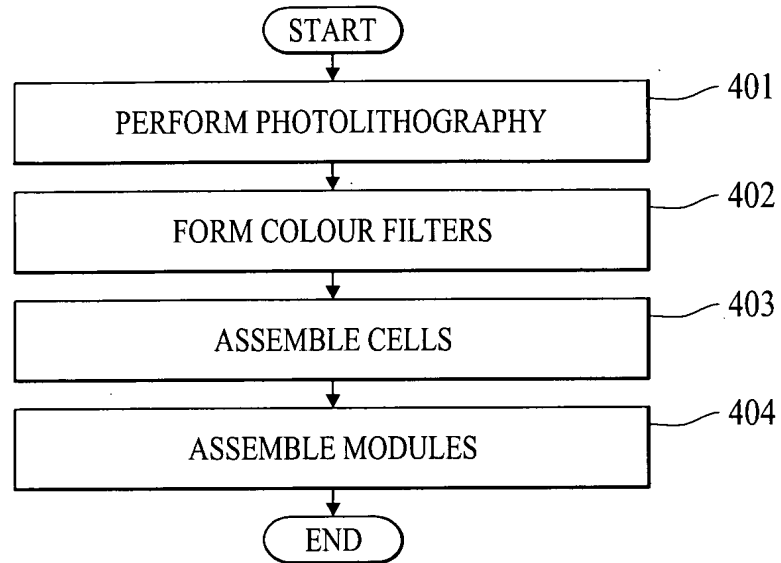 START
PERFORM PHOTOLITHOGRAPHY
401
FORM COLOUR FILTERS
402
ASSEMBLE CELLS
403
ASSEMBLE MODULES
404
END